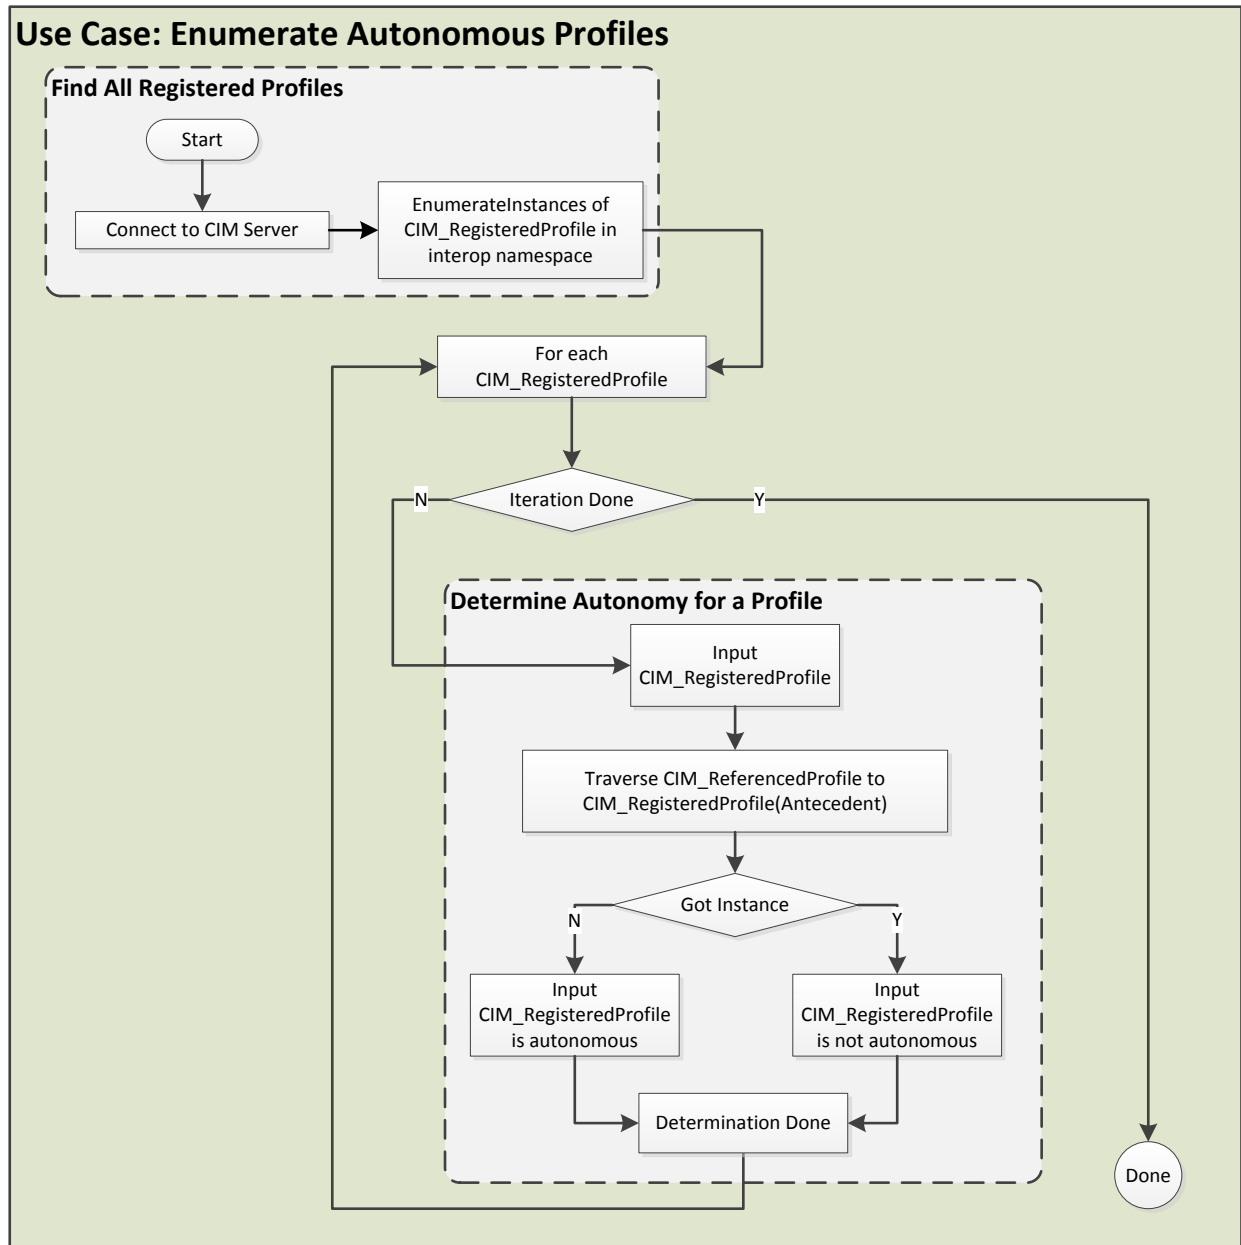 Use Case: Enumerate Autonomous Profiles
Find All Registered Profiles
Start
Connect to CIM Server
EnumerateInstances of
CIM_RegisteredProfile in
interop namespace
For each
CIM_RegisteredProfile
N
Iteration Done
Y
Determine Autonomy for a Profile
Input
CIM_RegisteredProfile
Traverse CIM_ReferencedProfile to
CIM_RegisteredProfile(Antecedent)
Got Instance
N
Y
Input
CIM_RegisteredProfile
is autonomous
Input
CIM_RegisteredProfile
is not autonomous
Determination Done
Done